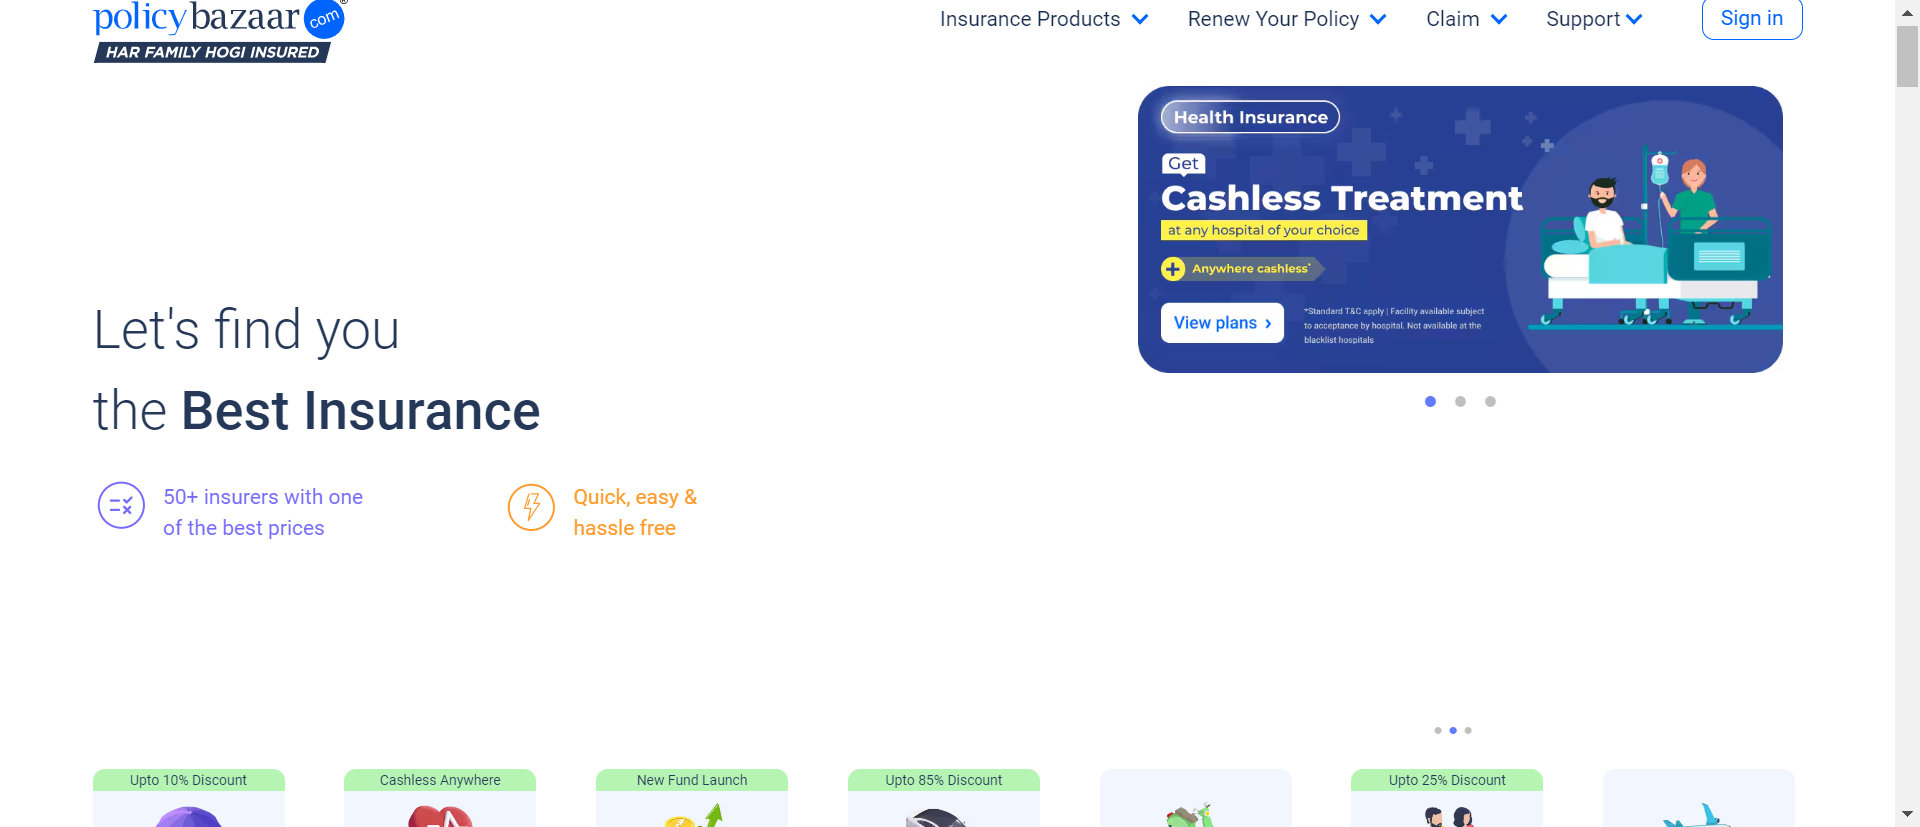 policybazaar com ®
HAR FAMILY HOGI INSURED
Insurance Products
Renew Your Policy
Claim
Support
Sign in
Health Insurance
Get
Cashless Treatment
at any hospital of your choice
Anywhere cashless*
View plans ›
*Standard T&C apply | Facility available subject
to acceptance by hospital. Not available at the
blacklist hospitals
Let's find you
the Best Insurance
50+ insurers with one
of the best prices
Quick, easy &
hassle free
Upto 10% Discount
Cashless Anywhere
New Fund Launch
Upto 85% Discount
Upto 25% Discount